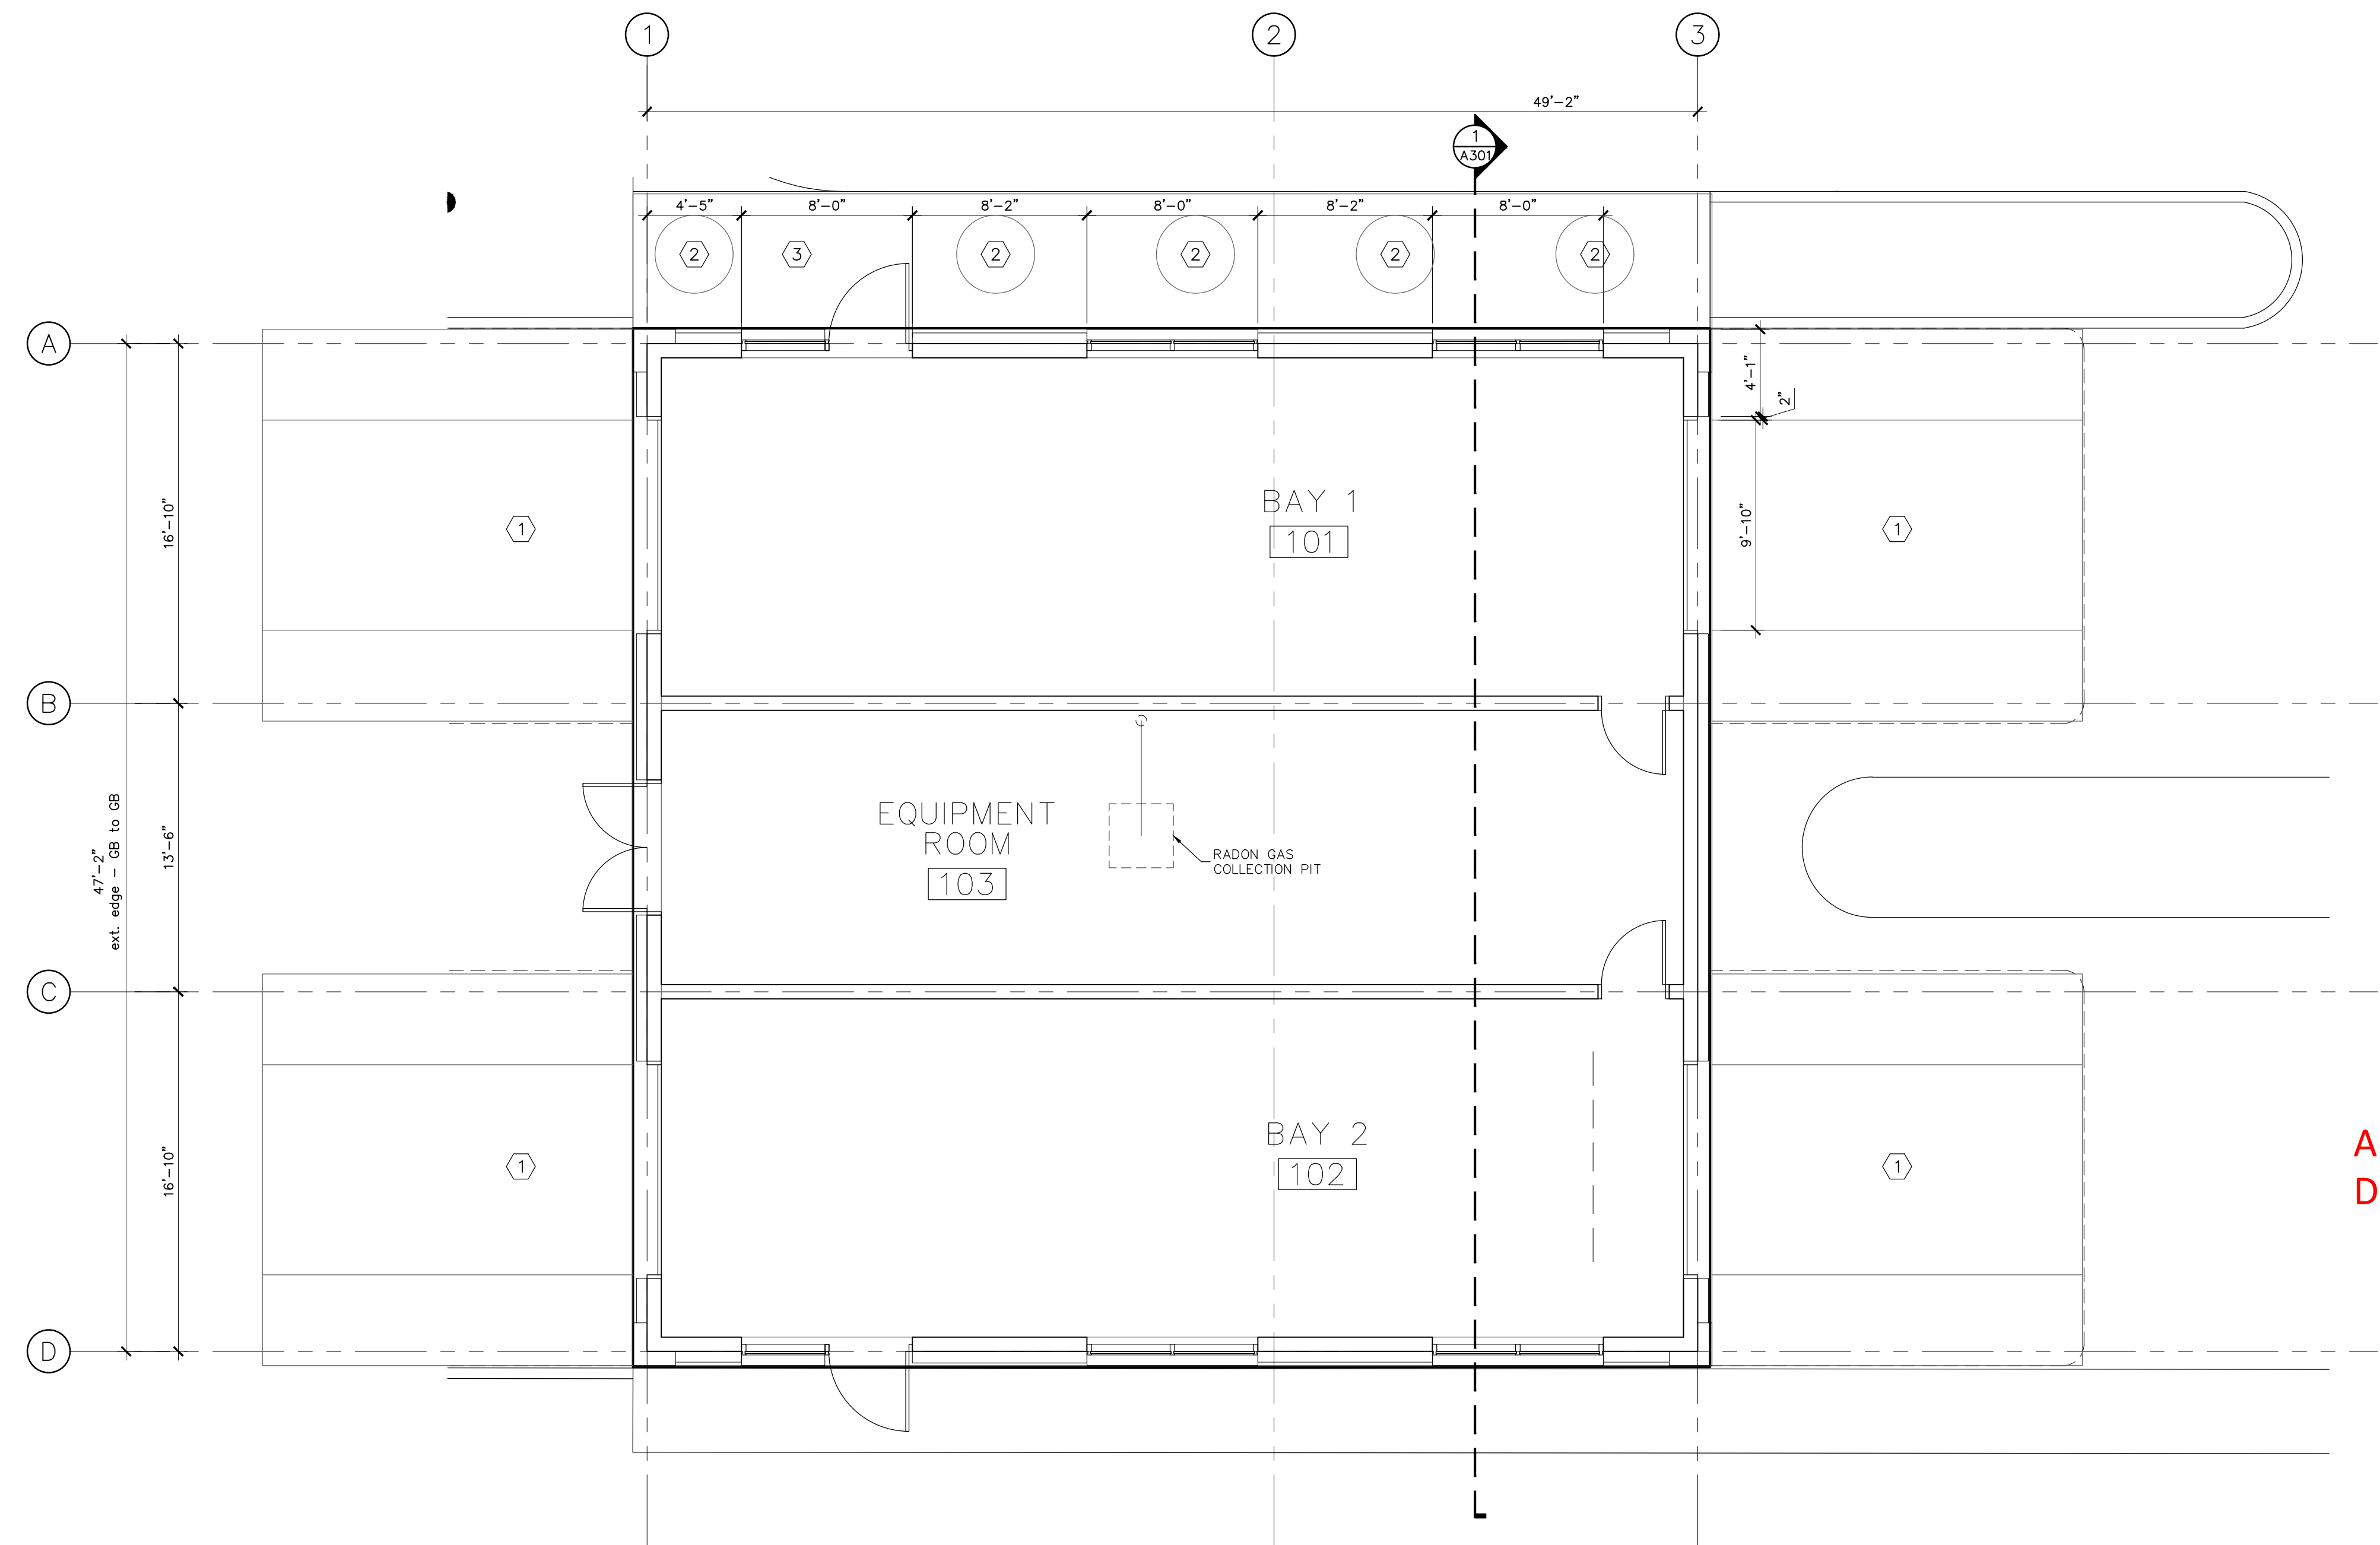 1
2
3
49'-2"
1
A301
4'-5"
8'-0"
8'-2"
8'-0"
8'-2"
8'-0"
2
3
2
2
2
2
A
4'-1"
2"
16'-10"
BAY 1
101
1
1
9'-10"
B
47'-2"
ext. edge – GB to GB
13'-6"
EQUIPMENT
ROOM
103
RADON GAS
COLLECTION PIT
C
16'-10"
BAY 2
102
1
1
A
D
D